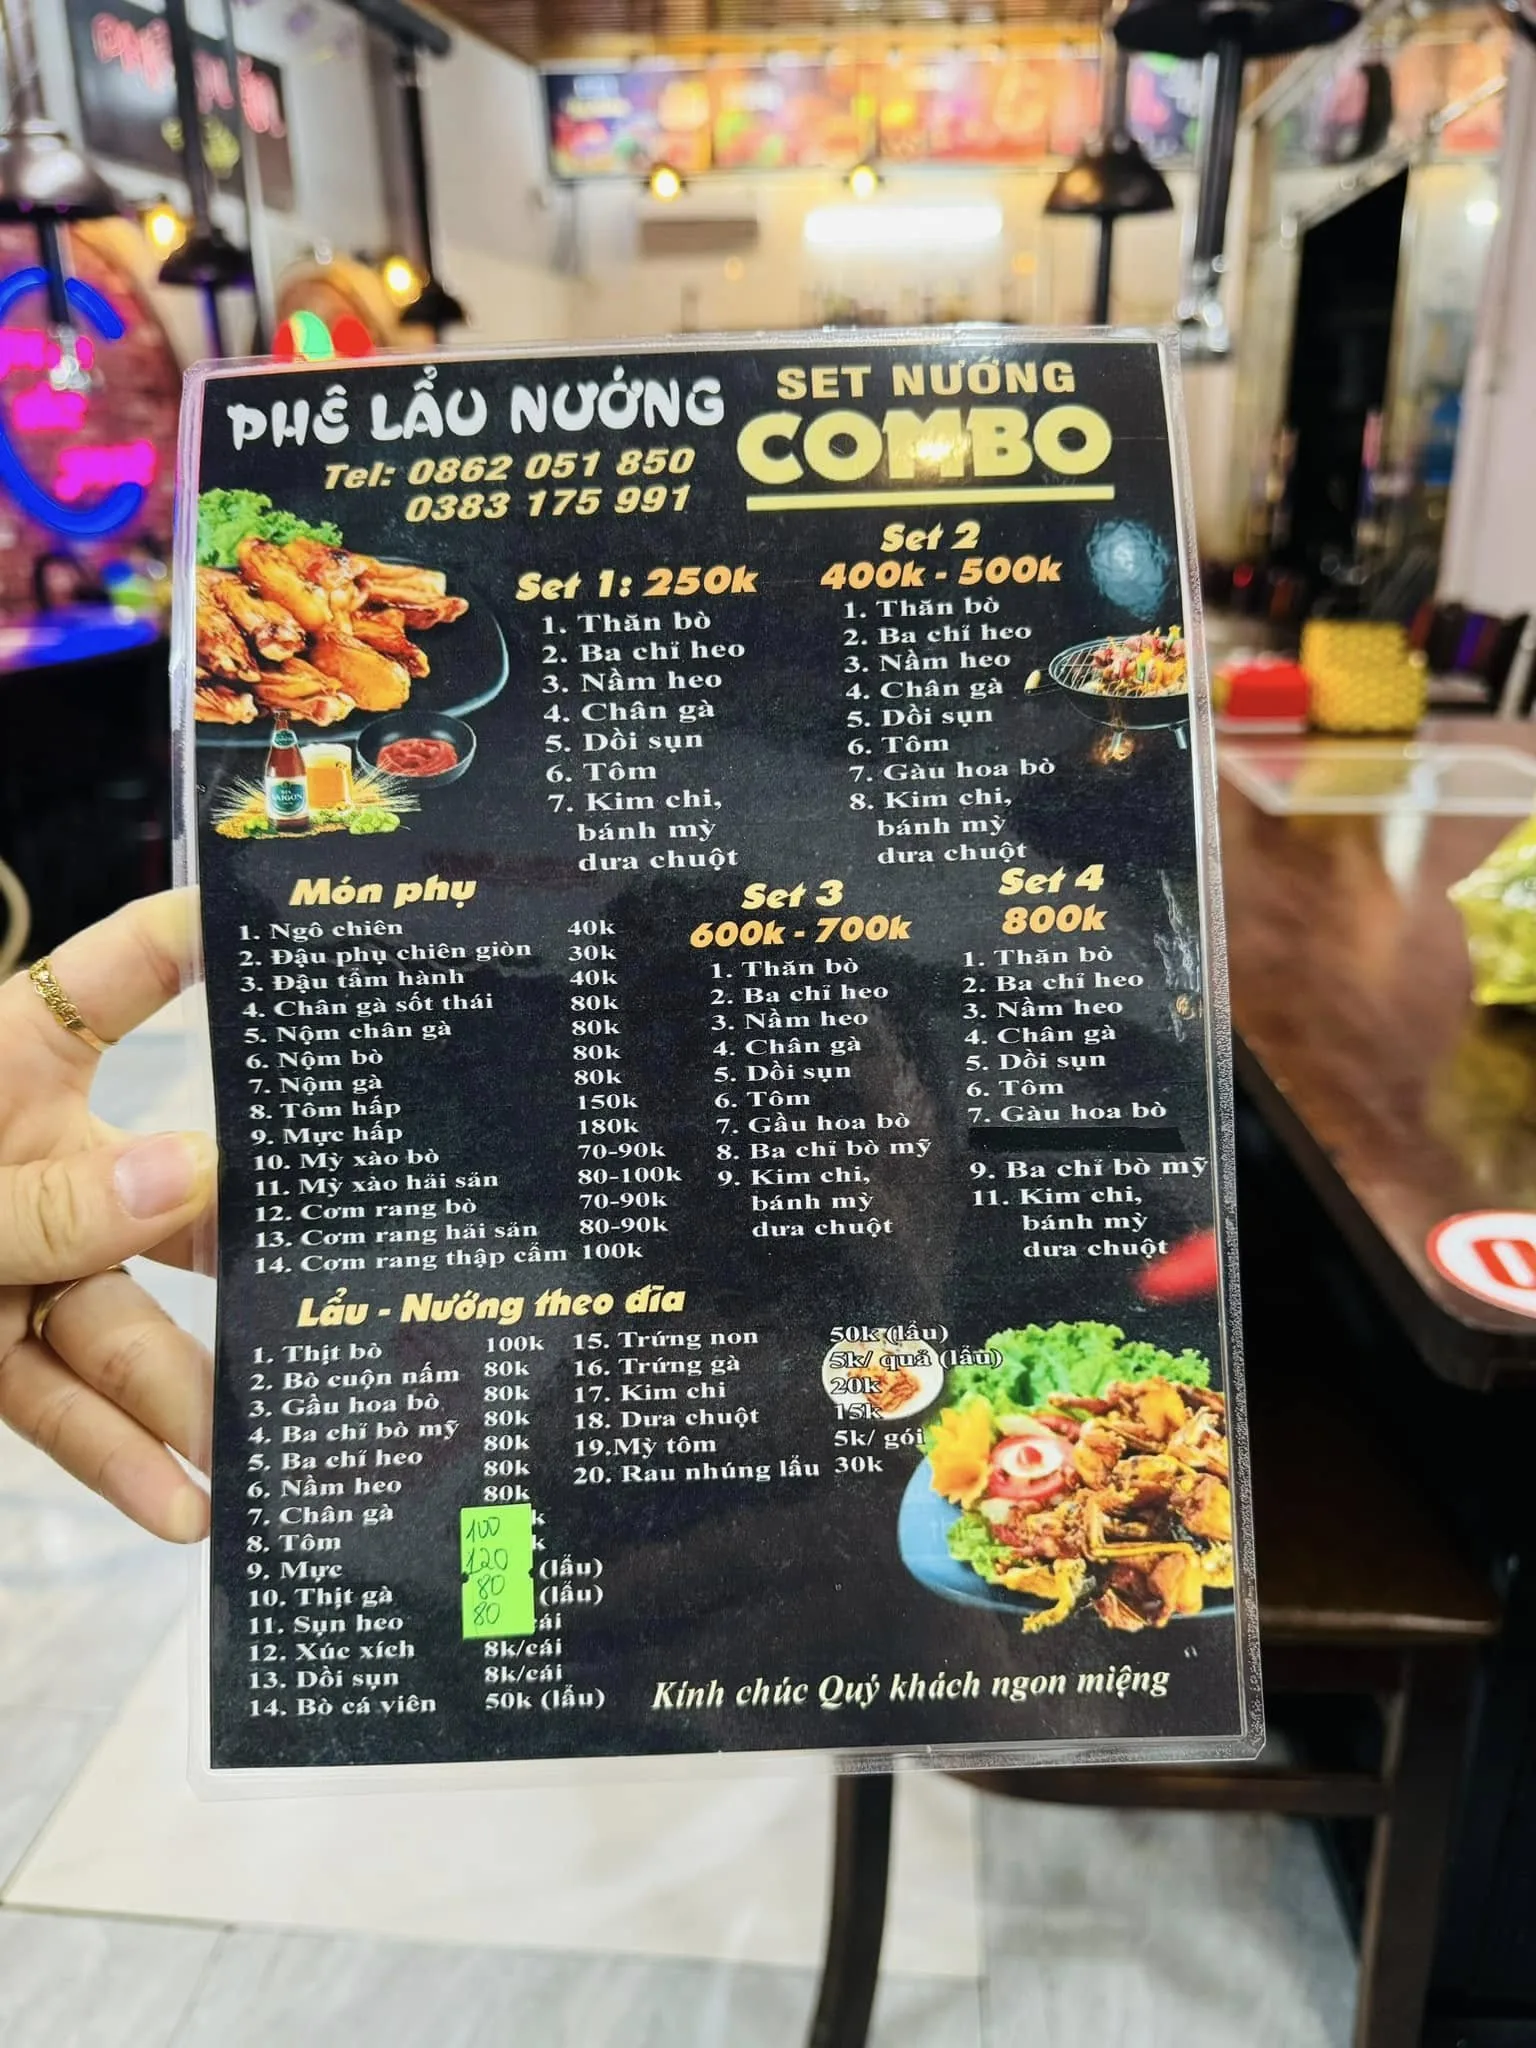 PHÊ LẨU NƯỚNG
Tel: 0862 051 850
0383 175 991
SET NƯỚNG
COMBO
Set 1: 250k
1. Thăn bò
2. Ba chỉ heo
3. Nầm heo
4. Chân gà
5. Dồi sụn
6. Tôm
7. Kim chi,
bánh mỳ
dưa chuột
Set 2
400k - 500k
1. Thăn bò
2. Ba chỉ heo
3. Nầm heo
4. Chân gà
5. Dồi sụn
6. Tôm
7. Gàu hoa bò
8. Kim chi,
bánh mỳ
dưa chuột
SAIGON
Món phụ
1. Ngô chiên 40k
2. Đậu phụ chiên giòn 30k
3. Đậu tẩm hành 40k
4. Chân gà sốt thái 80k
5. Nộm chân gà 80k
6. Nộm bò 80k
7. Nộm gà 80k
8. Tôm hấp 150k
9. Mực hấp 180k
10. Mỳ xào bò 70-90k
11. Mỳ xào hải sản 80-100k
12. Cơm rang bò 70-90k
13. Cơm rang hải sản 80-90k
14. Cơm rang thập cẩm 100k
Set 3
600k - 700k
1. Thăn bò
2. Ba chỉ heo
3. Nầm heo
4. Chân gà
5. Dồi sụn
6. Tôm
7. Gầu hoa bò
8. Ba chỉ bò mỹ
9. Kim chi,
bánh mỳ
dưa chuột
Set 4
800k
1. Thăn bò
2. Ba chỉ heo
3. Nầm heo
4. Chân gà
5. Dồi sụn
6. Tôm
7. Gàu hoa bò
9. Ba chỉ bò mỹ
11. Kim chi,
bánh mỳ
dưa chuột
Lẩu - Nướng theo đĩa
1. Thịt bò 100k
2. Bò cuộn nấm 80k
3. Gầu hoa bò 80k
4. Ba chỉ bò mỹ 80k
5. Ba chỉ heo 80k
6. Nầm heo 80k
7. Chân gà 80k
8. Tôm 100 k
9. Mực 120 k
10. Thịt gà 80 (lẩu)
11. Sụn heo 80 (lẩu)
12. Xúc xích cái
13. Dồi sụn 8k/cái
8k/cái
14. Bò cá viên 50k (lẩu)
15. Trứng non 50k (lẩu)
16. Trứng gà 5k/ quả (lẩu)
17. Kim chi 20k
18. Dưa chuột 15k
19.Mỳ tôm 5k/ gói
20. Rau nhúng lẩu 30k
Kính chúc Quý khách ngon miệng